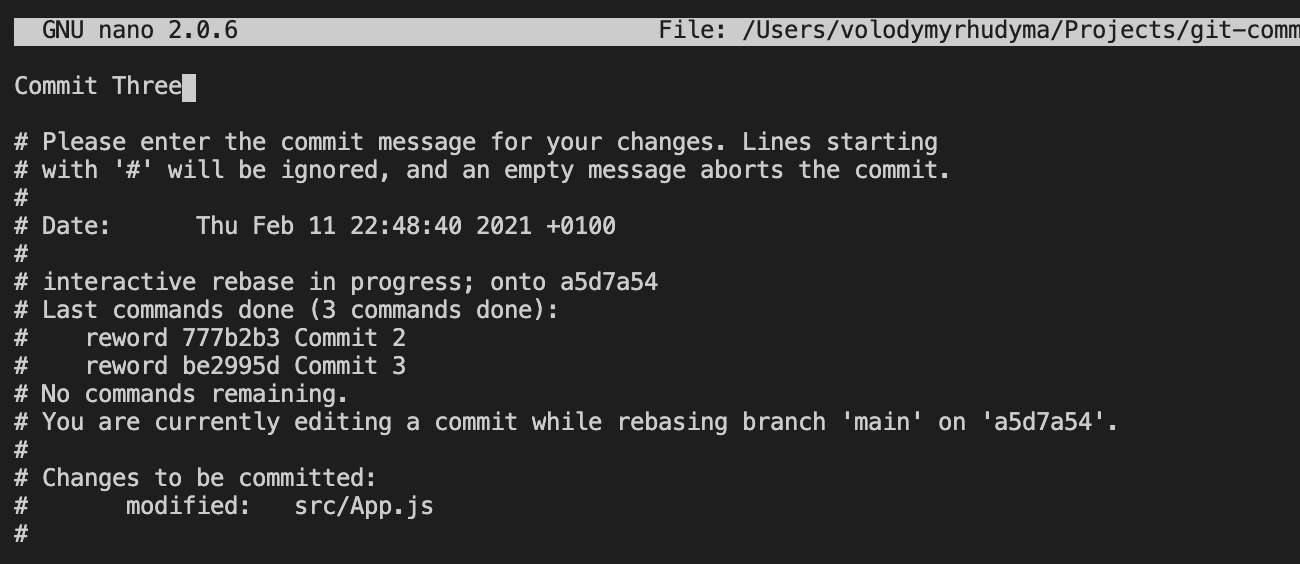 GNU nano 2.0.6 File: /Users/volodymyrhudyma/Projects/git-comm
Commit Three
# Please enter the commit message for your changes. Lines starting
# with '#' will be ignored, and an empty message aborts the commit.
#
# Date:      Thu Feb 11 22:48:40 2021 +0100
#
# interactive rebase in progress; onto a5d7a54
# Last commands done (3 commands done):
#    reword 777b2b3 Commit 2
#    reword be2995d Commit 3
# No commands remaining.
# You are currently editing a commit while rebasing branch 'main' on 'a5d7a54'.
#
# Changes to be committed:
#       modified:   src/App.js
#